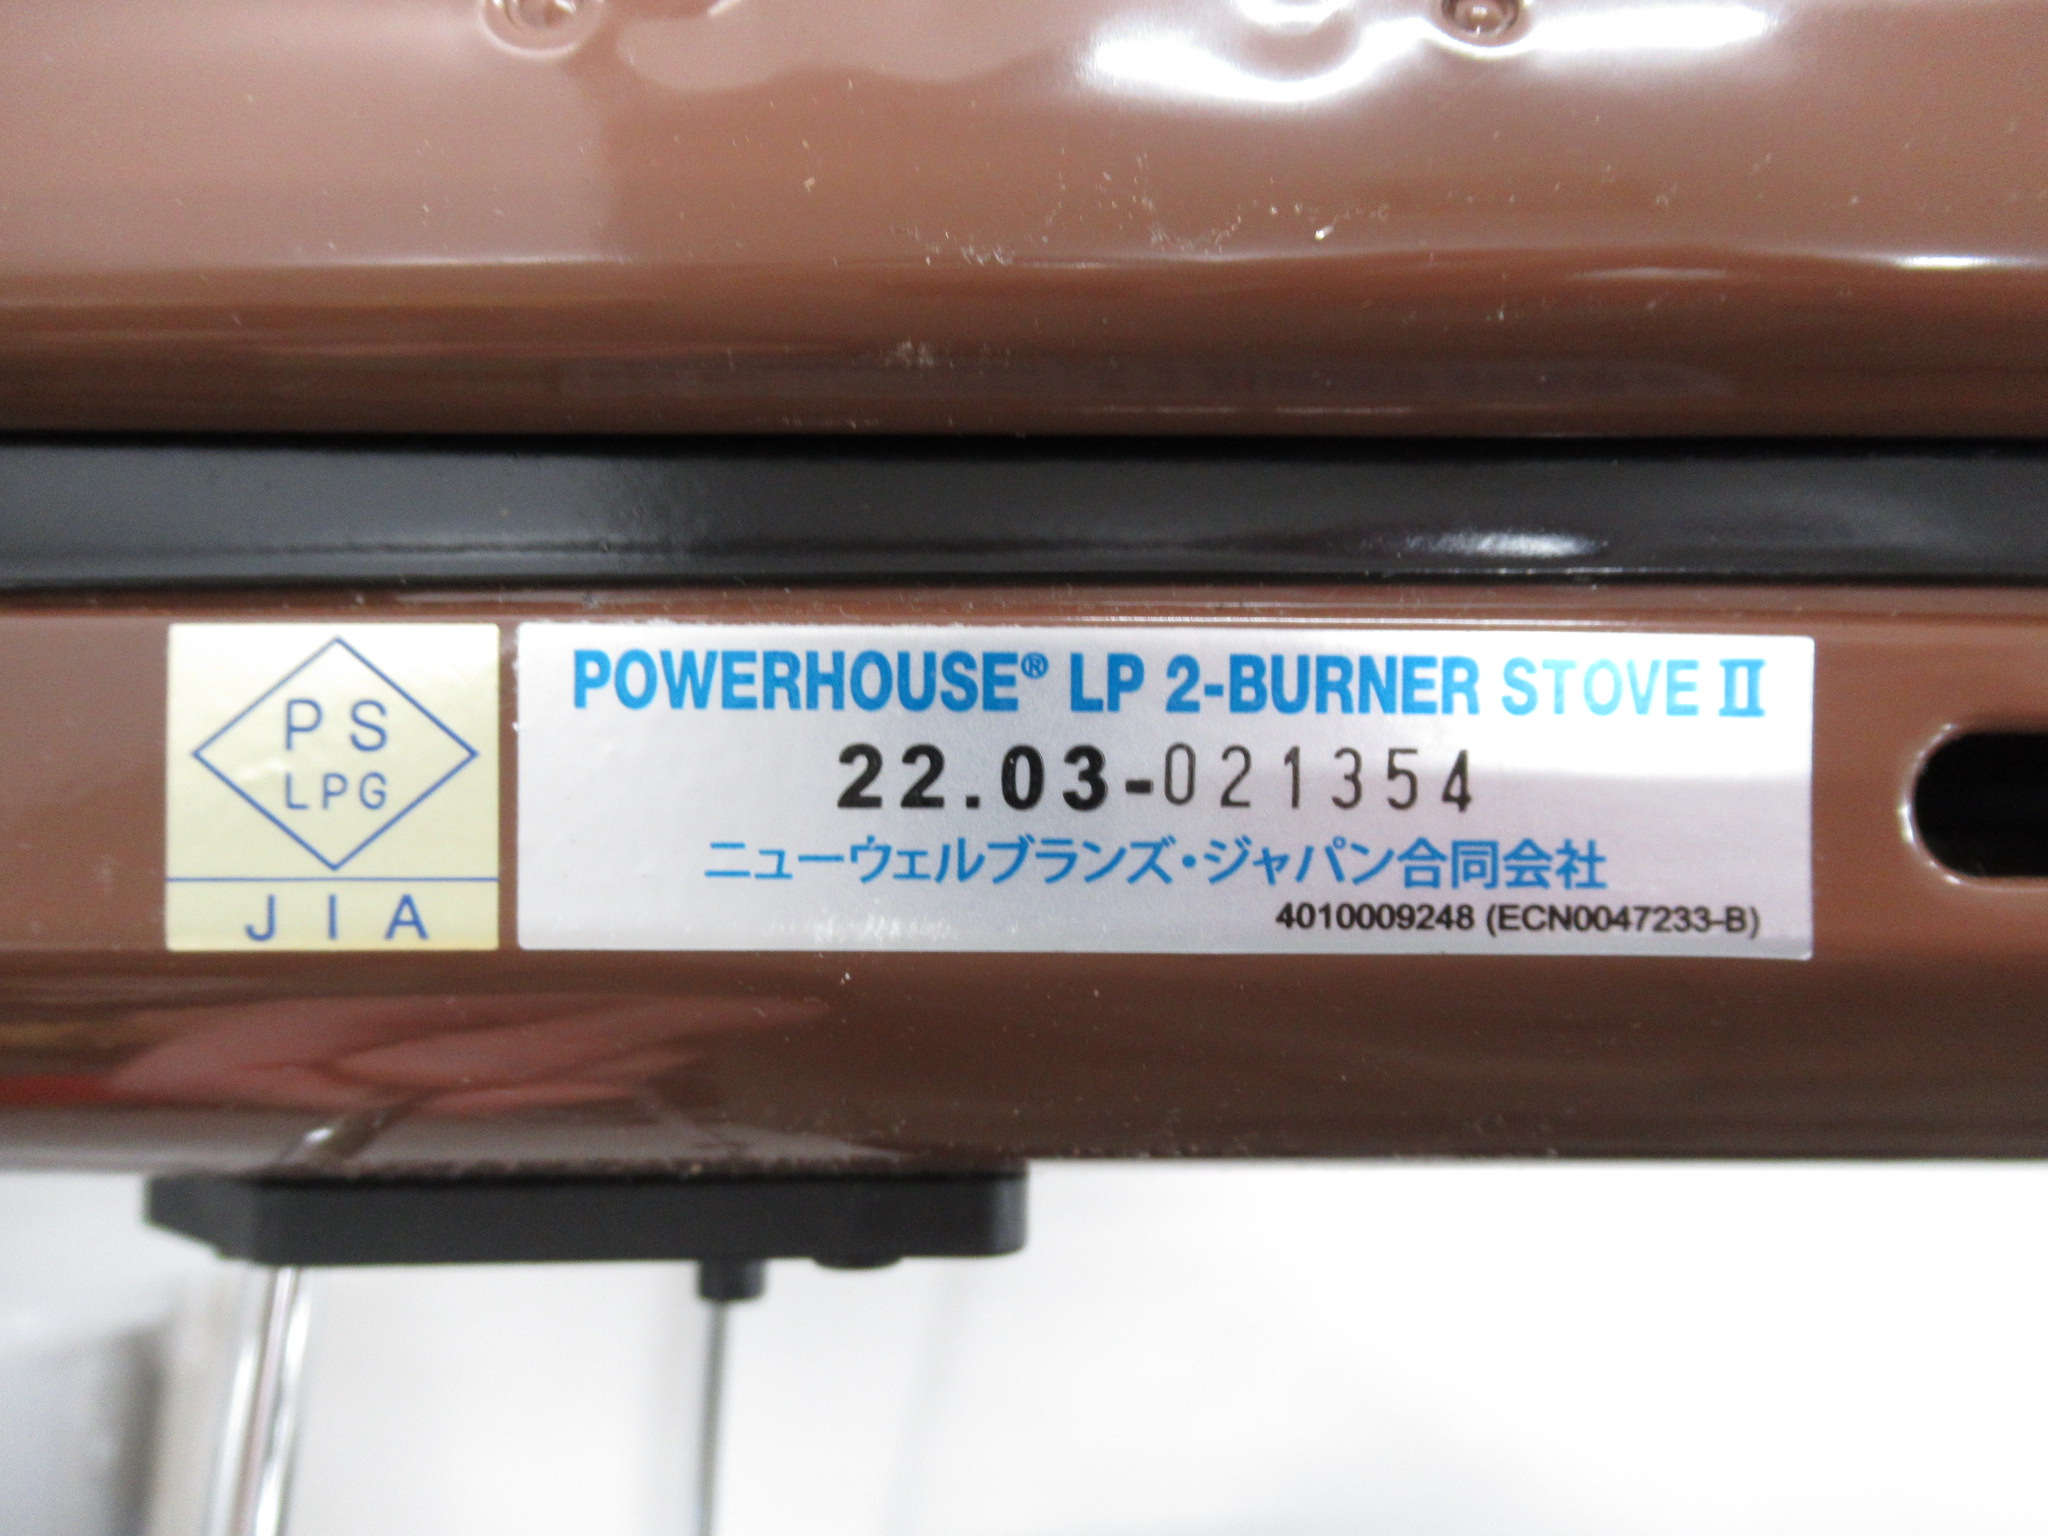 PS
LPG
JIA
POWERHOUSE® LP 2-BURNER STOVE Ⅱ
22.03-021354
ニューウェルブランズ・ジャパン合同会社
4010009248 (ECN0047233-B)